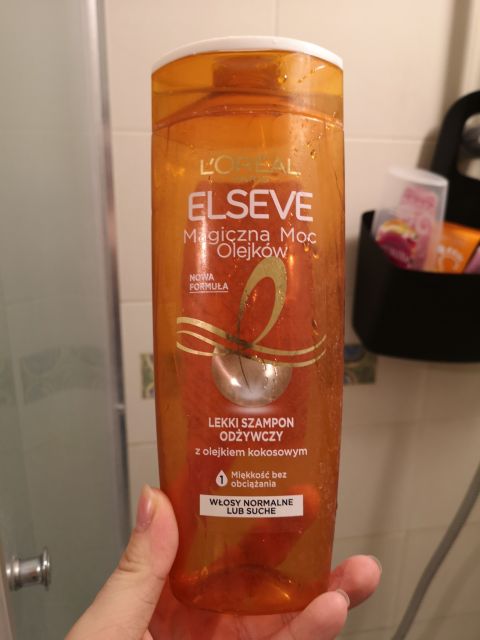 L'ORÉAL
ELSEVE
Magiczna Moc
Olejków
NOWA
FORMUŁA
LEKKI SZAMPON
ODŻYWCZY
z olejkiem kokosowym
1 Miękkość bez
obciążania
WŁOSY NORMALNE
LUB SUCHE